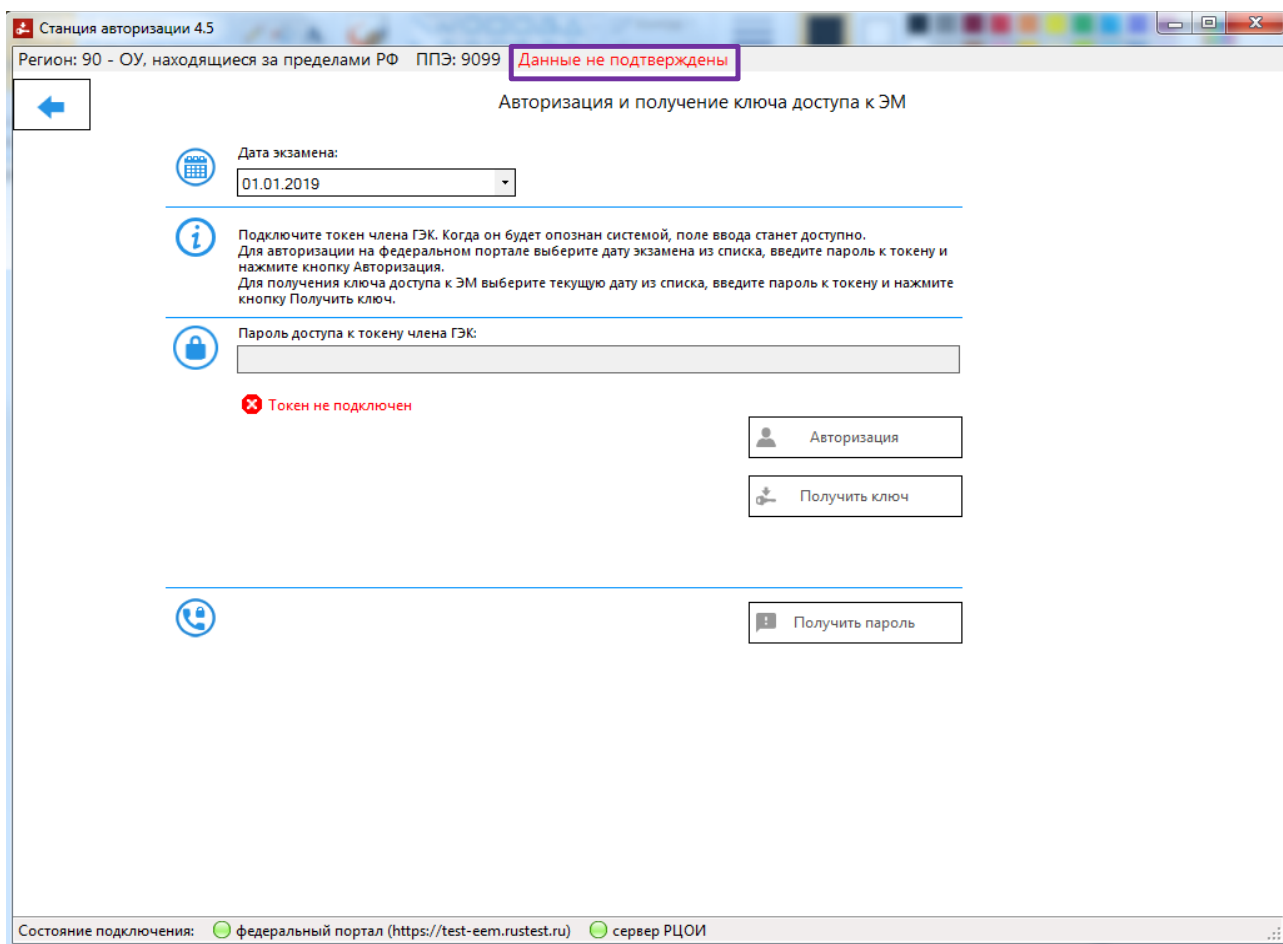 Станция авторизации 4.5
Регион: 90 - ОУ, находящиеся за пределами РФ ППЭ: 9099 Данные не подтверждены
Авторизация и получение ключа доступа к ЭМ
Дата экзамена:
01.01.2019
Подключите токен члена ГЭК. Когда он будет опознан системой, поле ввода станет доступно.
Для авторизации на федеральном портале выберите дату экзамена из списка, введите пароль к токену и
нажмите кнопку Авторизация.
Для получения ключа доступа к ЭМ выберите текущую дату из списка, введите пароль к токену и нажмите
кнопку Получить ключ.
Пароль доступа к токену члена ГЭК:
Токен не подключен
Авторизация
Получить ключ
Получить пароль
Состояние подключения: федеральный портал (https://test-eem.rustest.ru) сервер РЦОИ